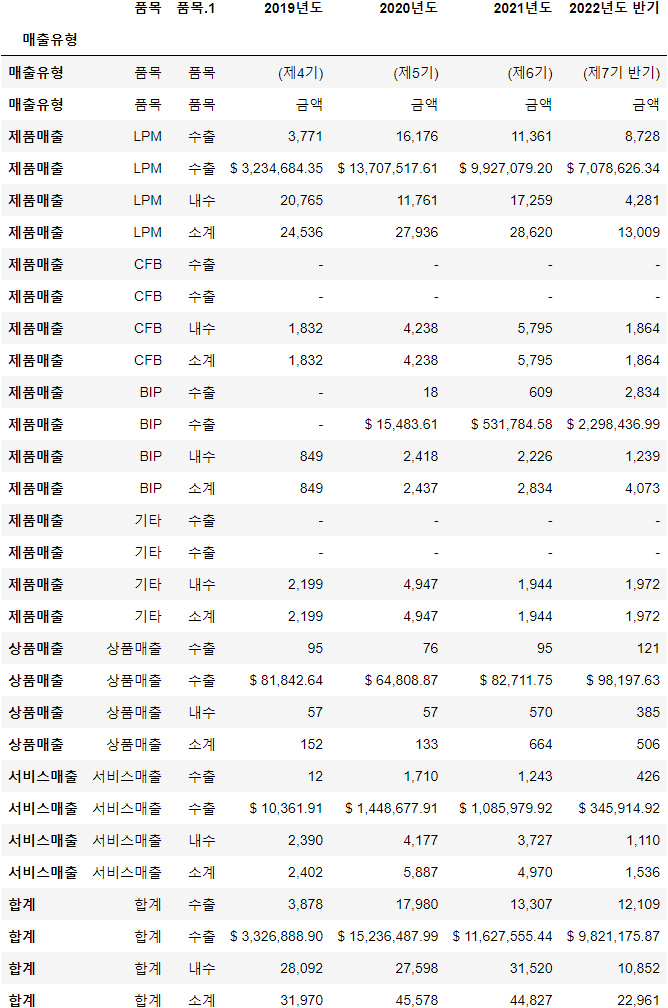 품목 품목.1 2019년도 2020년도 2021년도 2022년도 반기
매출유형
매출유형 품목 품목 (제4기) (제5기) (제6기) (제7기 반기)
매출유형 품목 품목 금액 금액 금액 금액
제품매출 LPM 수출 3,771 16,176 11,361 8,728
제품매출 LPM 수출 $ 3,234,684.35 $ 13,707,517.61 $ 9,927,079.20 $ 7,078,626.34
제품매출 LPM 내수 20,765 11,761 17,259 4,281
제품매출 LPM 소계 24,536 27,936 28,620 13,009
제품매출 CFB 수출 - - - -
제품매출 CFB 수출 - - - -
제품매출 CFB 내수 1,832 4,238 5,795 1,864
제품매출 CFB 소계 1,832 4,238 5,795 1,864
제품매출 BIP 수출 - 18 609 2,834
제품매출 BIP 수출 - $ 15,483.61 $ 531,784.58 $ 2,298,436.99
제품매출 BIP 내수 849 2,418 2,226 1,239
제품매출 BIP 소계 849 2,437 2,834 4,073
제품매출 기타 수출 - - - -
제품매출 기타 수출 - - - -
제품매출 기타 내수 2,199 4,947 1,944 1,972
제품매출 기타 소계 2,199 4,947 1,944 1,972
상품매출 상품매출 수출 95 76 95 121
상품매출 상품매출 수출 $ 81,842.64 $ 64,808.87 $ 82,711.75 $ 98,197.63
상품매출 상품매출 내수 57 57 570 385
상품매출 상품매출 소계 152 133 664 506
서비스매출 서비스매출 수출 12 1,710 1,243 426
서비스매출 서비스매출 수출 $ 10,361.91 $ 1,448,677.91 $ 1,085,979.92 $ 345,914.92
서비스매출 서비스매출 내수 2,390 4,177 3,727 1,110
서비스매출 서비스매출 소계 2,402 5,887 4,970 1,536
합계 합계 수출 3,878 17,980 13,307 12,109
합계 합계 수출 $ 3,326,888.90 $ 15,236,487.99 $ 11,627,555.44 $ 9,821,175.87
합계 합계 내수 28,092 27,598 31,520 10,852
합계 합계 소계 31,970 45,578 44,827 22,961